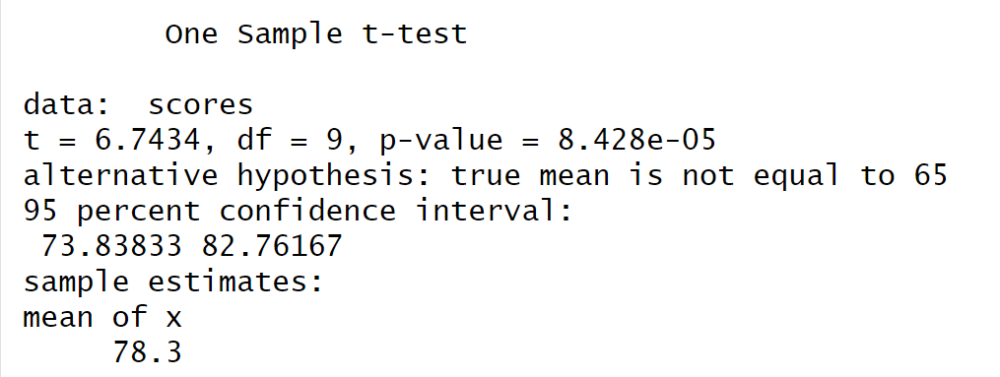 One Sample t-test
data:  scores
t = 6.7434, df = 9, p-value = 8.428e-05
alternative hypothesis: true mean is not equal to 65
95 percent confidence interval:
 73.83833 82.76167
sample estimates:
mean of x
     78.3